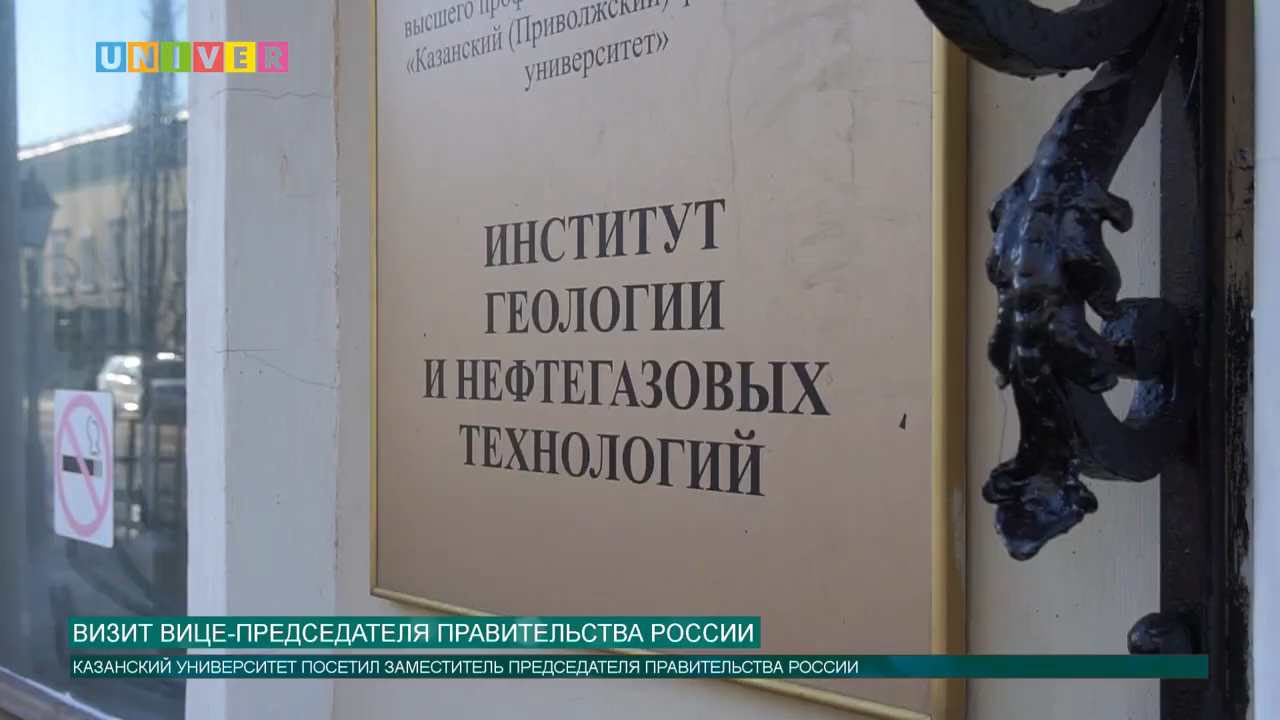 UNIVER
высшего
«Казанский (Приволжский)
университет»
ИНСТИТУТ
ГЕОЛОГИИ
И НЕФТЕГАЗОВЫХ
ТЕХНОЛОГИЙ
ВИЗИТ ВИЦЕ-ПРЕДСЕДАТЕЛЯ ПРАВИТЕЛЬСТВА РОССИИ
КАЗАНСКИЙ УНИВЕРСИТЕТ ПОСЕТИЛ ЗАМЕСТИТЕЛЬ ПРЕДСЕДАТЕЛЯ ПРАВИТЕЛЬСТВА РОССИИ